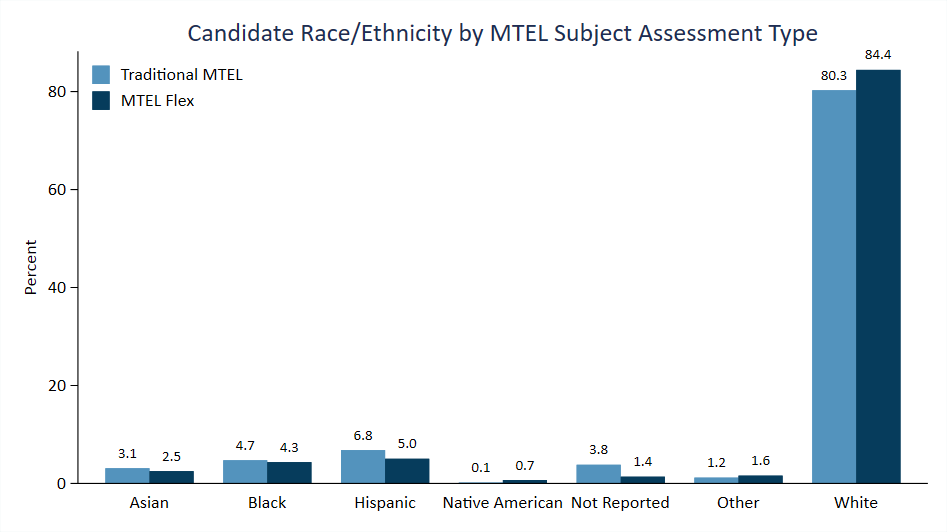 Candidate Race/Ethnicity by MTEL Subject Assessment Type
Traditional MTEL
MTEL Flex
Percent
80
60
40
20
0
3.1 2.5 4.7 4.3 6.8 5.0 0.1 0.7 3.8 1.4 1.2 1.6 80.3 84.4
Asian Black Hispanic Native American Not Reported Other White